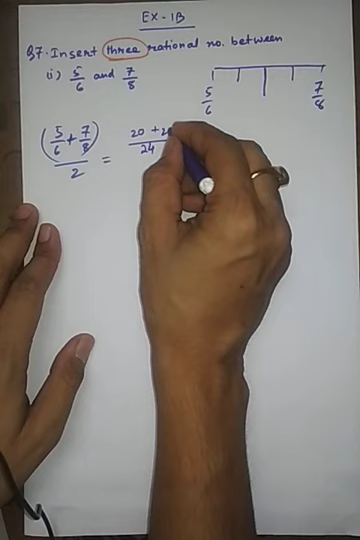 EX-1B
Q7. Insert three rational no. between
(i) 5/6 and 7/8
5/6 7/8
(5/6 + 7/8)/2 = 20 + 2 /24